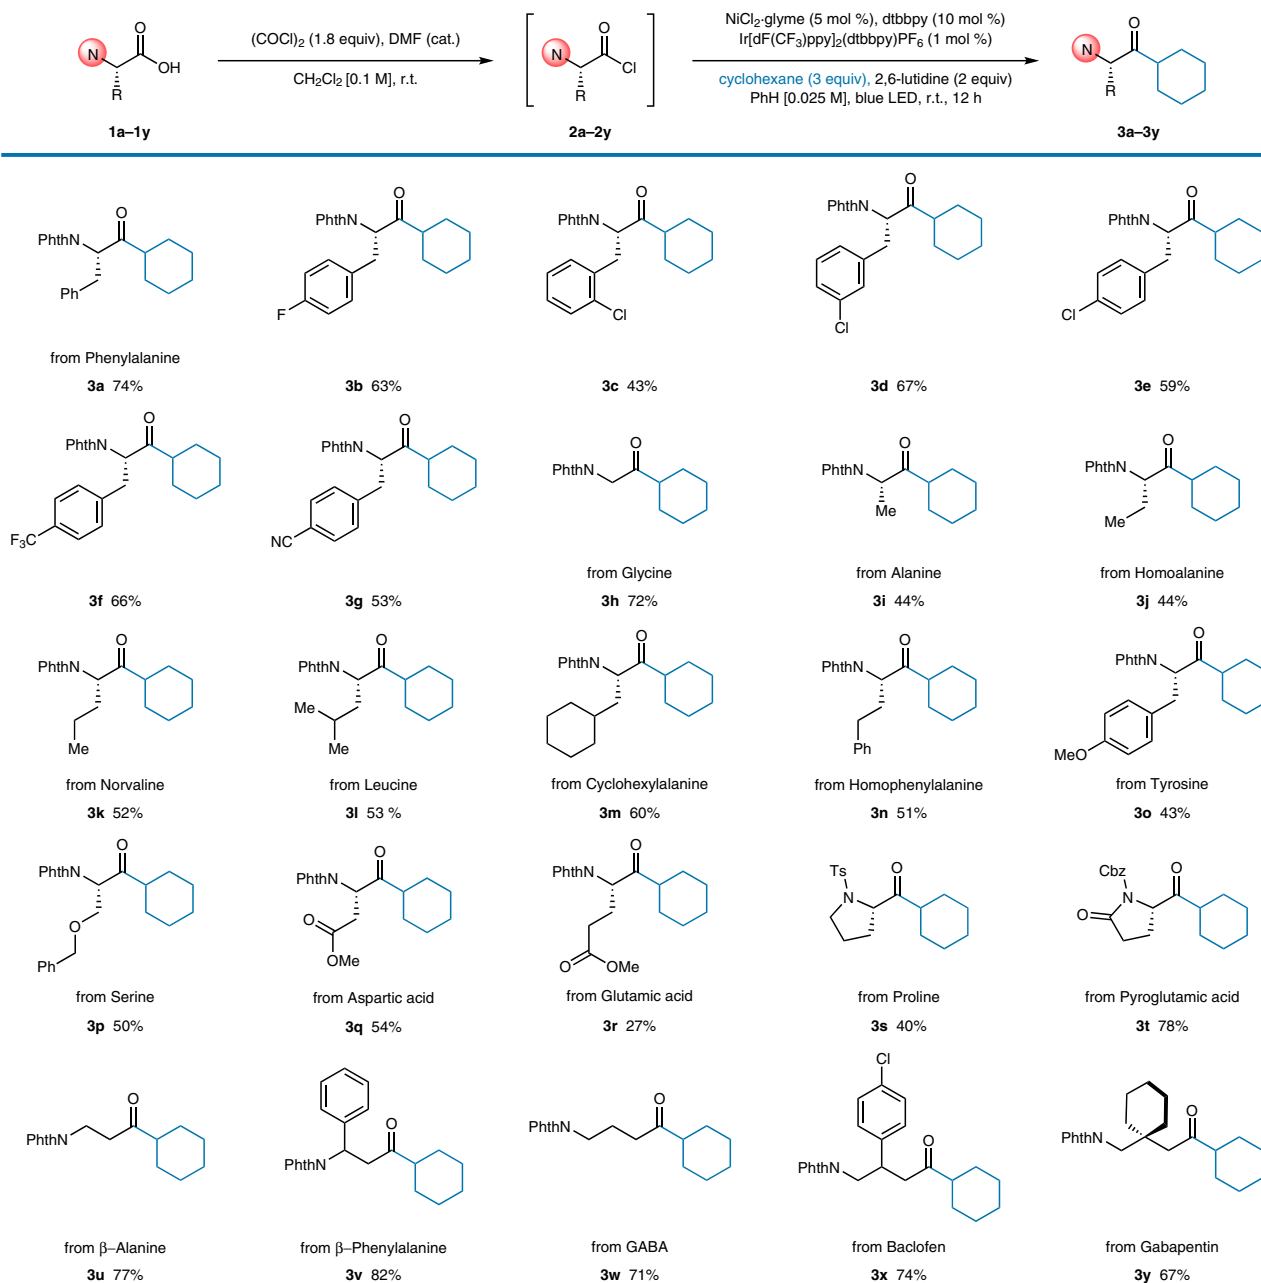 (COCl)2 (1.8 equiv), DMF (cat.)
CH2Cl2 [0.1 M], r.t.
NiCl2·glyme (5 mol %), dtbbpy (10 mol %)
Ir[dF(CF3)ppy]2(dtbbpy)PF6 (1 mol %)
cyclohexane (3 equiv), 2,6-lutidine (2 equiv)
PhH [0.025 M], blue LED, r.t., 12 h
N O OH R
N O Cl R
N O R
1a–1y 2a–2y 3a–3y
PhthN O Ph
PhthN O F
PhthN O Cl
PhthN O Cl
PhthN O Cl
from Phenylalanine
3a 74% 3b 63% 3c 43% 3d 67% 3e 59%
PhthN O F3C
PhthN O NC
PhthN O
PhthN O Me
PhthN O Me
from Glycine from Alanine from Homoalanine
3f 66% 3g 53% 3h 72% 3i 44% 3j 44%
PhthN O Me
PhthN O Me Me
PhthN O
PhthN O Ph
PhthN O MeO
from Norvaline from Leucine from Cyclohexylalanine from Homophenylalanine from Tyrosine
3k 52% 3l 53 % 3m 60% 3n 51% 3o 43%
PhthN O O Ph
PhthN O O OMe
PhthN O O OMe
Ts N O
Cbz N O O
from Serine from Aspartic acid from Glutamic acid from Proline from Pyroglutamic acid
3p 50% 3q 54% 3r 27% 3s 40% 3t 78%
PhthN O
PhthN O
PhthN O
Cl PhthN O
PhthN O
from β–Alanine from β–Phenylalanine from GABA from Baclofen from Gabapentin
3u 77% 3v 82% 3w 71% 3x 74% 3y 67%